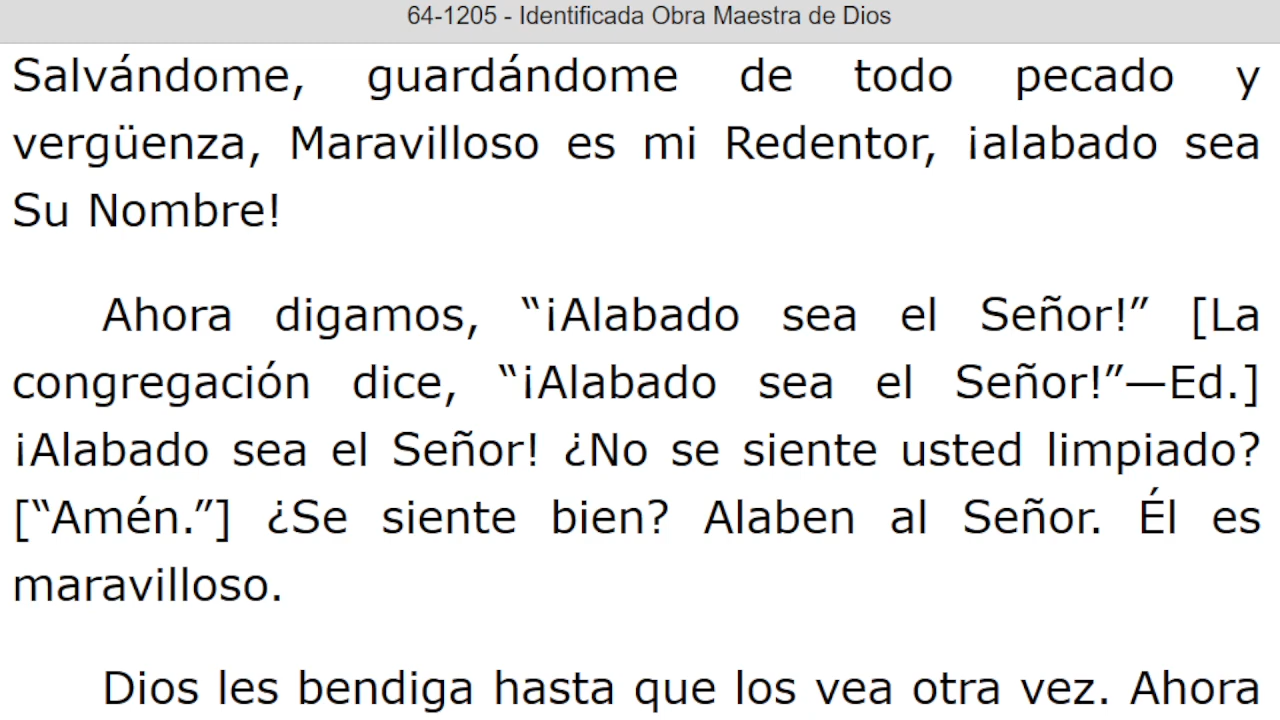 64-1205 - Identificada Obra Maestra de Dios
Salvándome, guardándome de todo pecado y
vergüenza, Maravilloso es mi Redentor, ¡alabado sea
Su Nombre!
Ahora digamos, “¡Alabado sea el Señor!” [La
congregación dice, “¡Alabado sea el Señor!”—Ed.]
¡Alabado sea el Señor! ¿No se siente usted limpiado?
[“Amén.”] ¿Se siente bien? Alaben al Señor. Él es
maravilloso.
Dios les bendiga hasta que los vea otra vez. Ahora